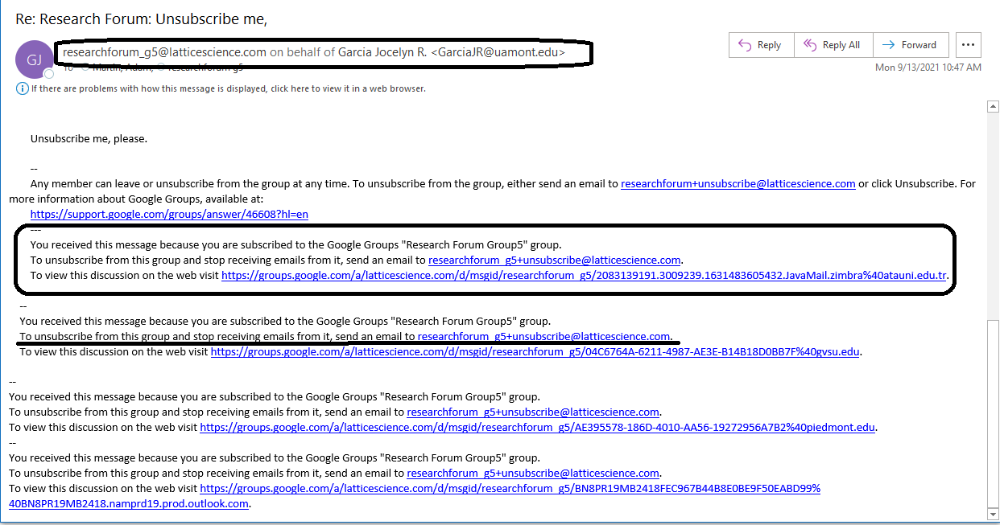 Re: Research Forum: Unsubscribe me,
GJ
researchforum_g5@latticescience.com on behalf of Garcia Jocelyn R. <GarciaJR@uamont.edu>
Reply
Reply All
Forward
To Martin, Adam; researchforum g5
Mon 9/13/2021 10:47 AM
If there are problems with how this message is displayed, click here to view it in a web browser.
Unsubscribe me, please.
--
Any member can leave or unsubscribe from the group at any time. To unsubscribe from the group, either send an email to researchforum+unsubscribe@latticescience.com or click Unsubscribe. For
more information about Google Groups, available at:
https://support.google.com/groups/answer/46608?hl=en
---
You received this message because you are subscribed to the Google Groups "Research Forum Group5" group.
To unsubscribe from this group and stop receiving emails from it, send an email to researchforum_g5+unsubscribe@latticescience.com.
To view this discussion on the web visit https://groups.google.com/a/latticescience.com/d/msgid/researchforum_g5/2083139191.3009239.1631483605432.JavaMail.zimbra%40atauni.edu.tr.
--
You received this message because you are subscribed to the Google Groups "Research Forum Group5" group.
To unsubscribe from this group and stop receiving emails from it, send an email to researchforum_g5+unsubscribe@latticescience.com.
To view this discussion on the web visit https://groups.google.com/a/latticescience.com/d/msgid/researchforum_g5/04C6764A-6211-4987-AE3E-B14B18D0BB7F%40gvsu.edu.
--
You received this message because you are subscribed to the Google Groups "Research Forum Group5" group.
To unsubscribe from this group and stop receiving emails from it, send an email to researchforum_g5+unsubscribe@latticescience.com.
To view this discussion on the web visit https://groups.google.com/a/latticescience.com/d/msgid/researchforum_g5/AE395578-186D-4010-AA56-19272956A7B2%40piedmont.edu.
--
You received this message because you are subscribed to the Google Groups "Research Forum Group5" group.
To unsubscribe from this group and stop receiving emails from it, send an email to researchforum_g5+unsubscribe@latticescience.com.
To view this discussion on the web visit https://groups.google.com/a/latticescience.com/d/msgid/researchforum_g5/BN8PR19MB2418FEC967B44B8E0BE9F50EABD99%
40BN8PR19MB2418.namprd19.prod.outlook.com.